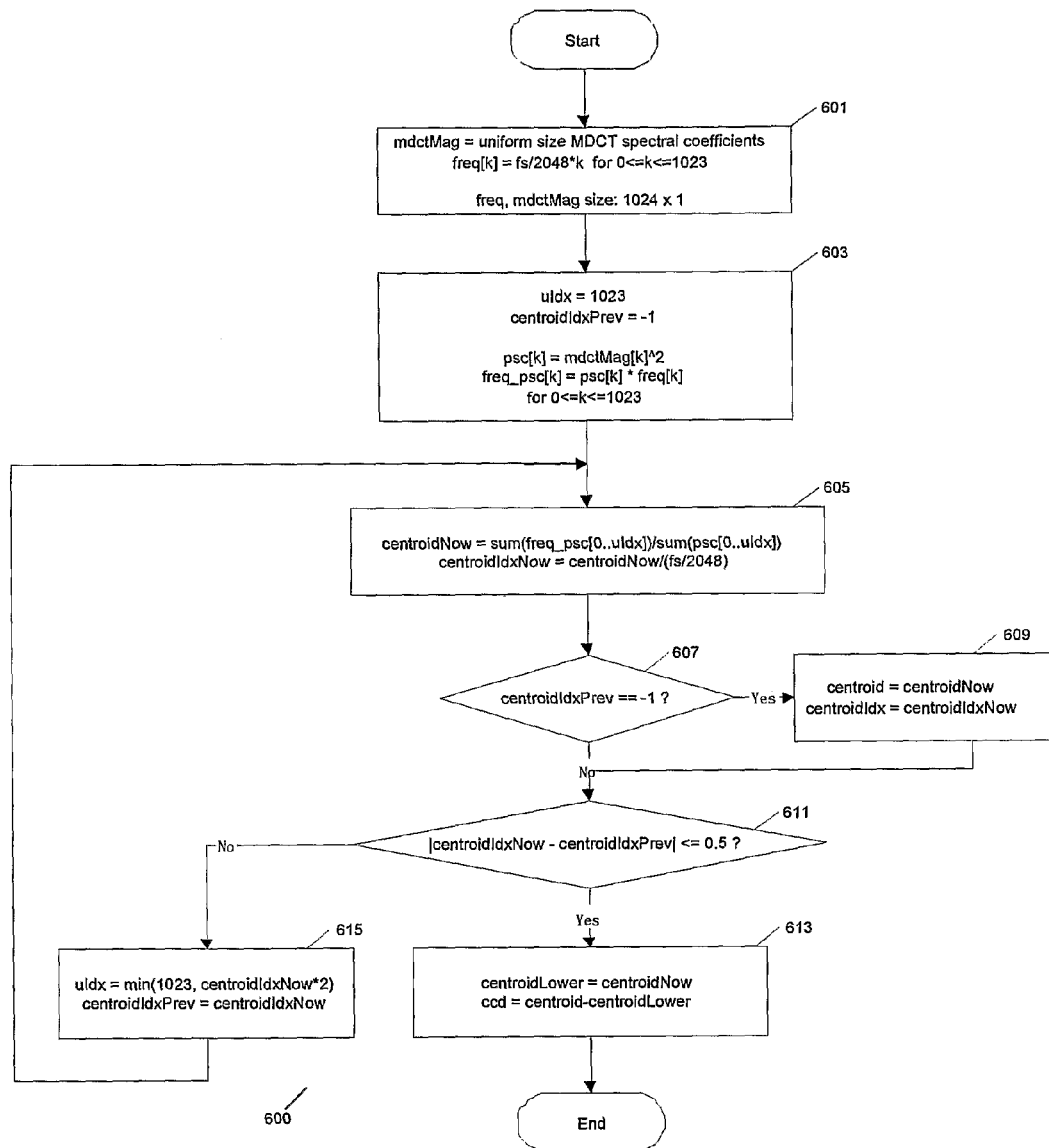 Start
601
mdctMag = uniform size MDCT spectral coefficients
freq[k] = fs/2048*k for 0<=k<=1023
freq, mdctMag size: 1024 x 1
603
uIdx = 1023
centroidIdxPrev = -1
psc[k] = mdctMag[k]^2
freq_psc[k] = psc[k] * freq[k]
for 0<=k<=1023
605
centroidNow = sum(freq_psc[0..uIdx])/sum(psc[0..uIdx])
centroidIdxNow = centroidNow/(fs/2048)
607
centroidIdxPrev == -1 ?
Yes
609
centroid = centroidNow
centroidIdx = centroidIdxNow
No
611
|centroidIdxNow - centroidIdxPrev| <= 0.5 ?
No
Yes
615
uIdx = min(1023, centroidIdxNow*2)
centroidIdxPrev = centroidIdxNow
613
centroidLower = centroidNow
ccd = centroid-centroidLower
600
End